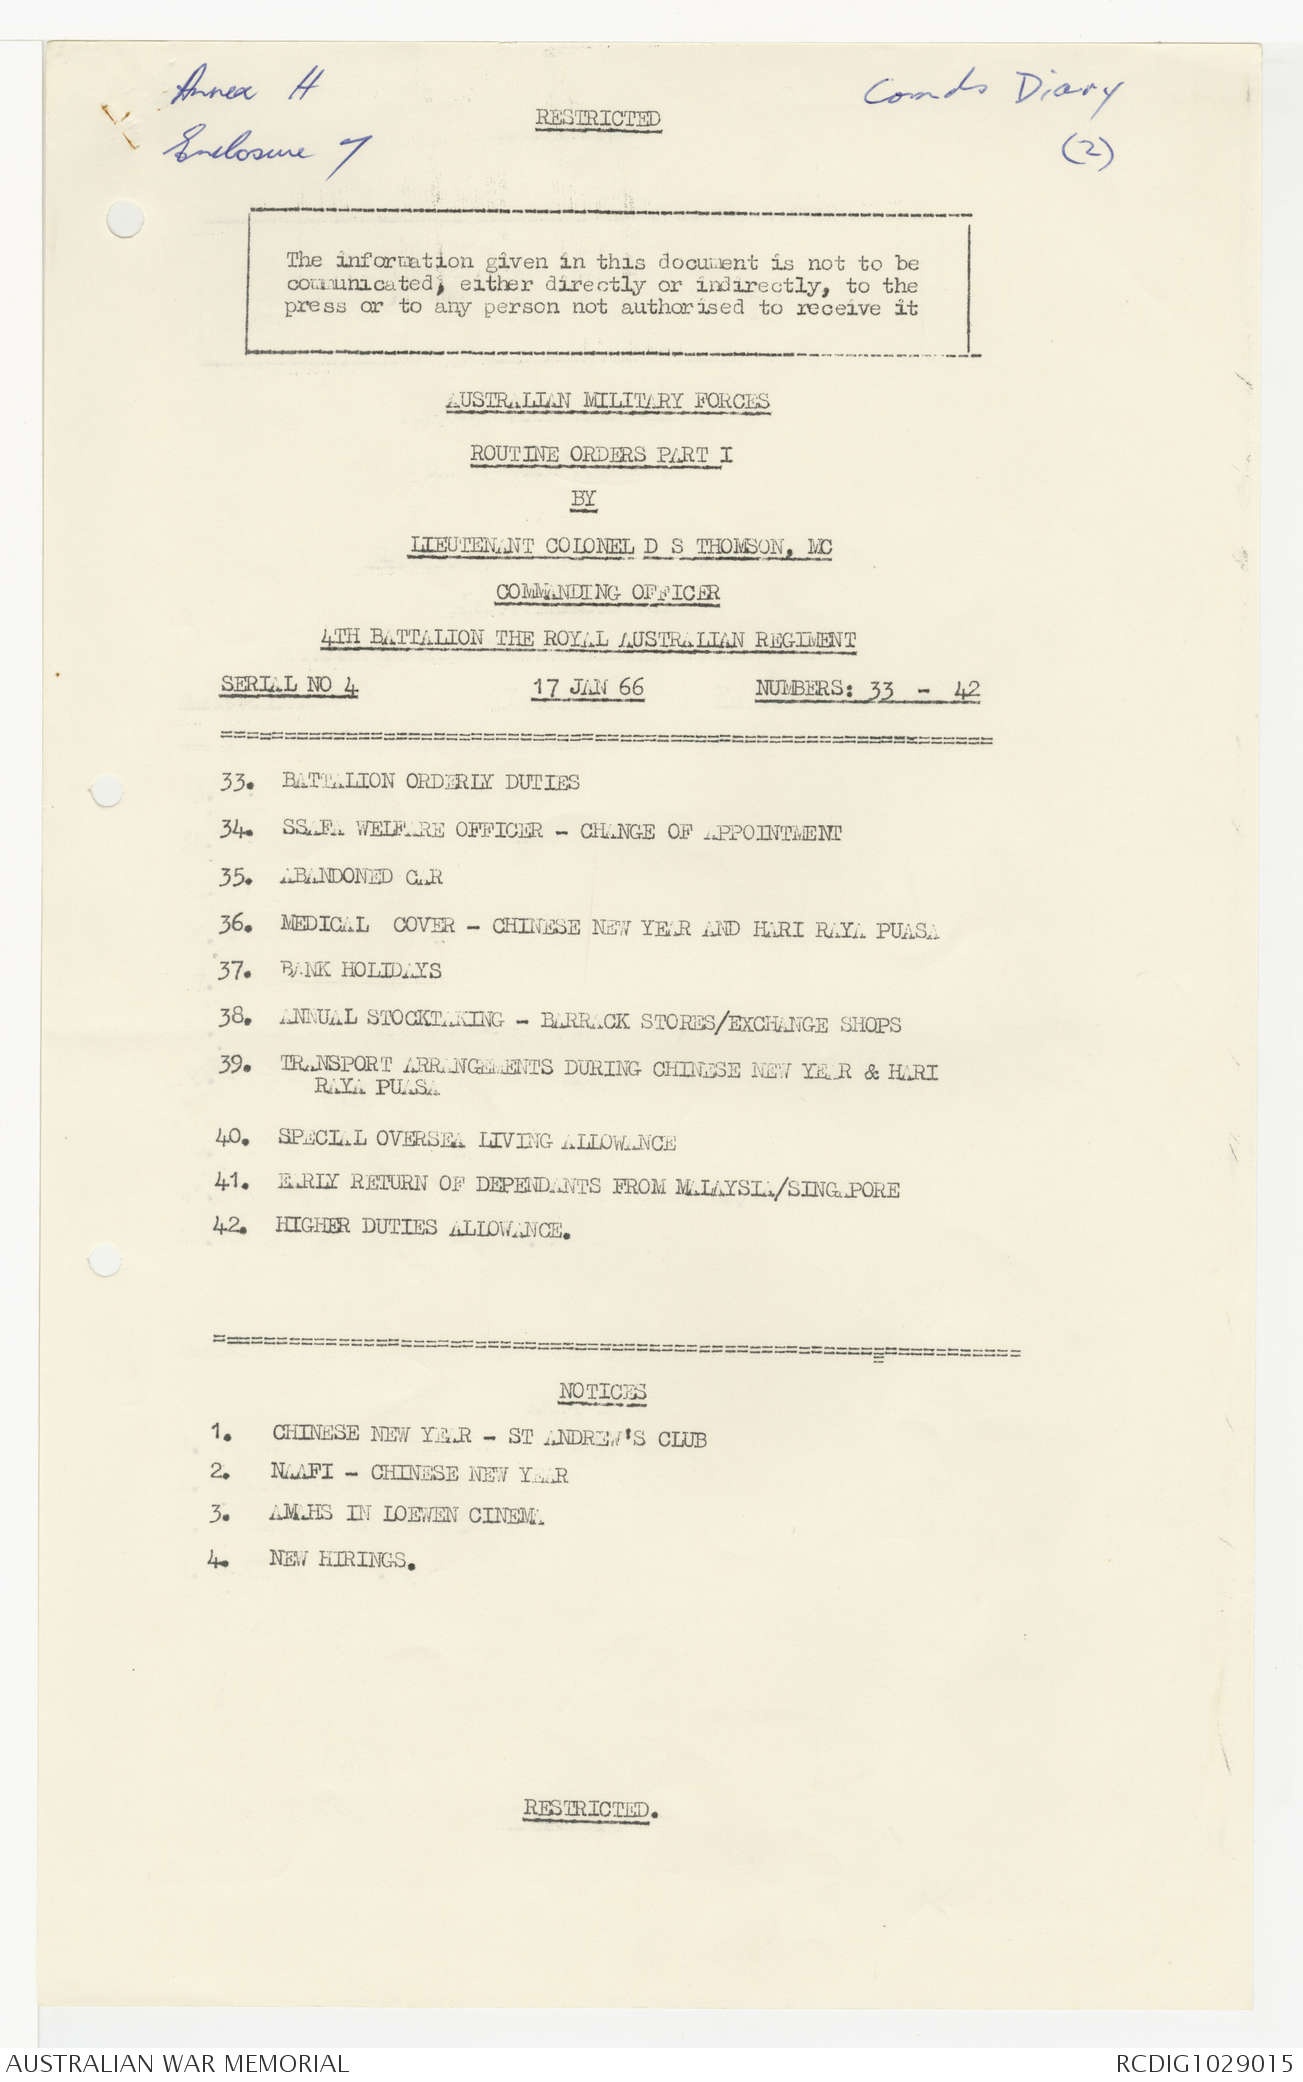 Annex H
Comds Diary
RESTRICTED
Enclosure 7
(2)
The information given in this document is not to be
communicated, either directly or indirectly, to the
press or to any person not authorised to receive it
AUSTRALIAN MILITARY FORCES
ROUTINE ORDERS PART I
BY
LIEUTENANT COLONEL D S THOMSON, MC
COMMANDING OFFICER
4TH BATTALION THE ROYAL AUSTRALIAN REGIMENT
SERIAL NO 4 17 JAN 66 NUMBERS: 33 - 42
33. BATTALION ORDERLY DUTIES
34. SSAFA WELFARE OFFICER - CHANGE OF APPOINTMENT
35. ABANDONED CAR
36. MEDICAL COVER - CHINESE NEW YEAR AND HARI RAYA PUASA
37. BANK HOLIDAYS
38. ANNUAL STOCKTAKING - BARRACK STORES/EXCHANGE SHOPS
39. TRANSPORT ARRANGEMENTS DURING CHINESE NEW YEAR & HARI
RAYA PUASA
40. SPECIAL OVERSEA LIVING ALLOWANCE
41. EARLY RETURN OF DEPENDANTS FROM MALAYSIA/SINGAPORE
42. HIGHER DUTIES ALLOWANCE.
NOTICES
1. CHINESE NEW YEAR - ST ANDREW'S CLUB
2. NAAFI - CHINESE NEW YEAR
3. AMAHS IN LOEWEN CINEMA
4. NEW HIRINGS.
RESTRICTED.
AUSTRALIAN WAR MEMORIAL
RCDIG1029015